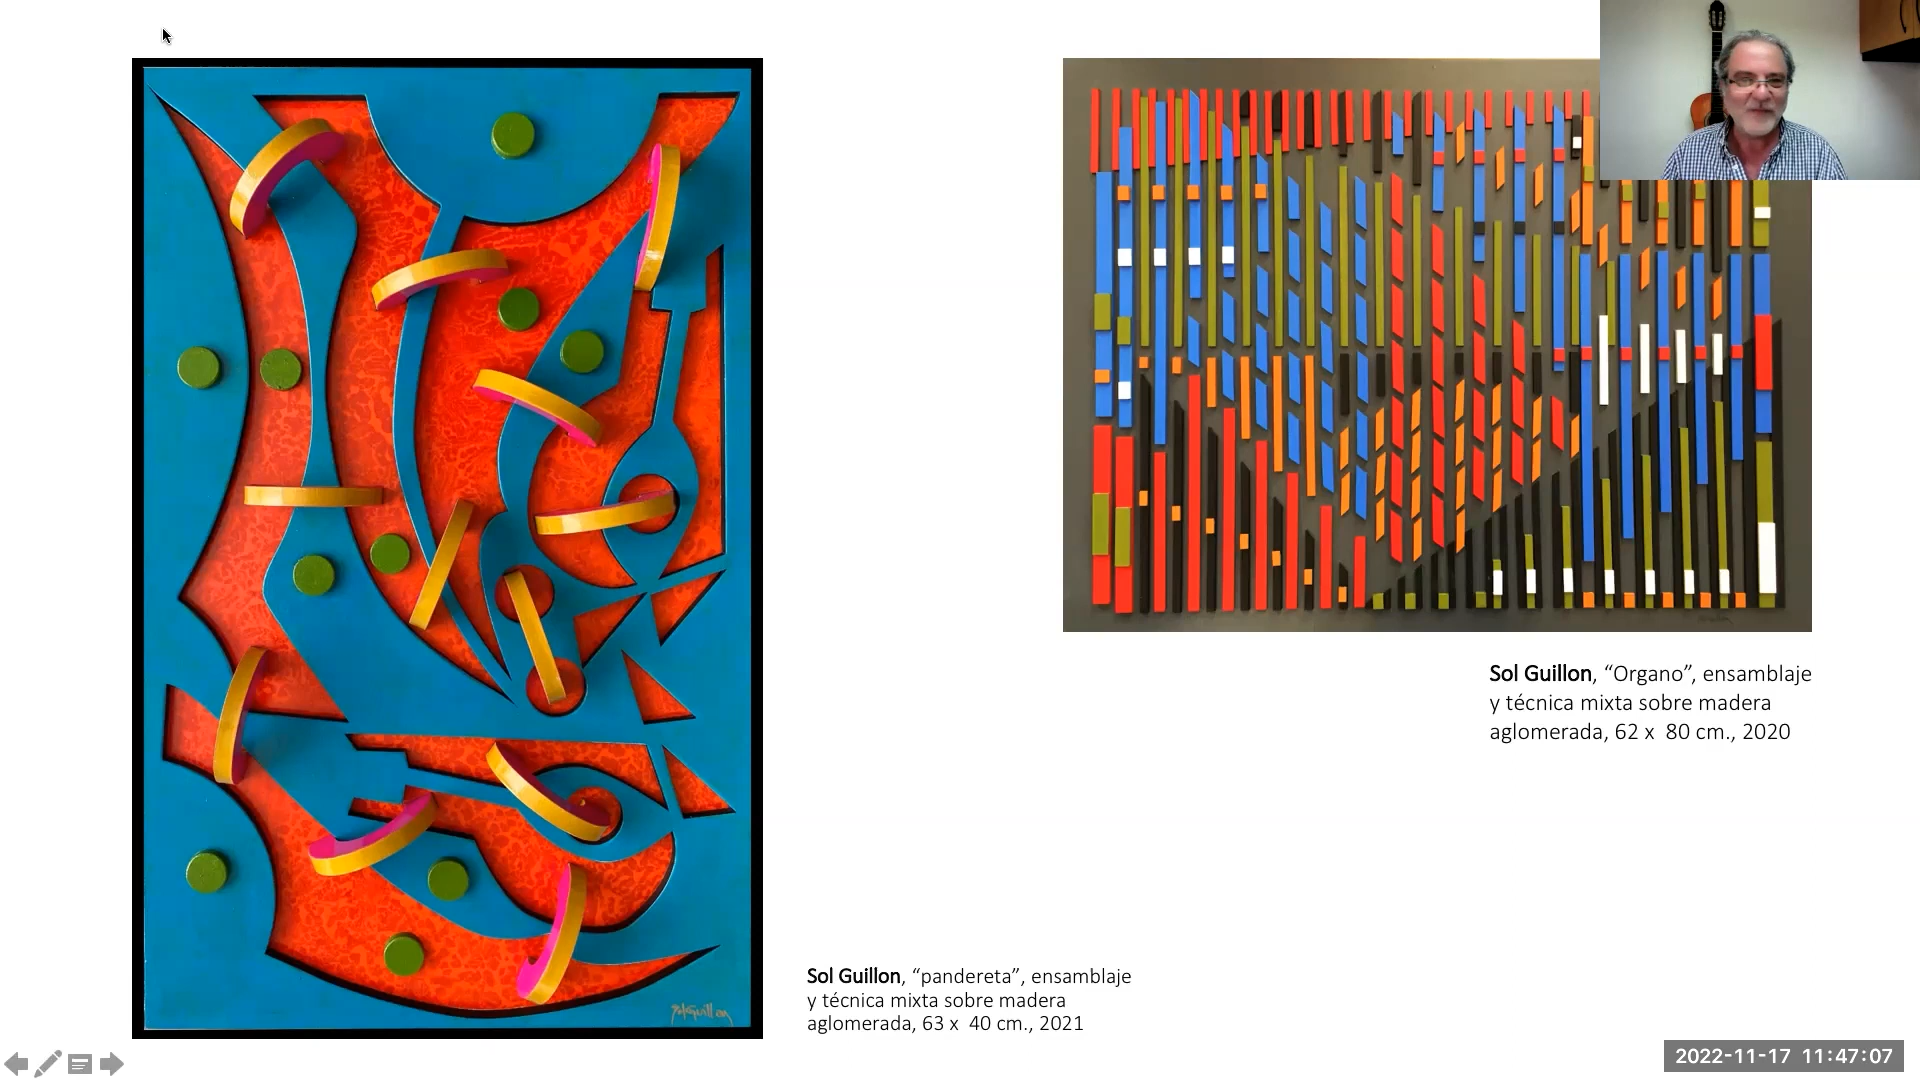 Sol Guillon, “Organo”, ensamblaje
y técnica mixta sobre madera
aglomerada, 62 x  80 cm., 2020
Sol Guillon, “pandereta”, ensamblaje
y técnica mixta sobre madera
aglomerada, 63 x  40 cm., 2021
SolGuillon
2022-11-17  11:47:07